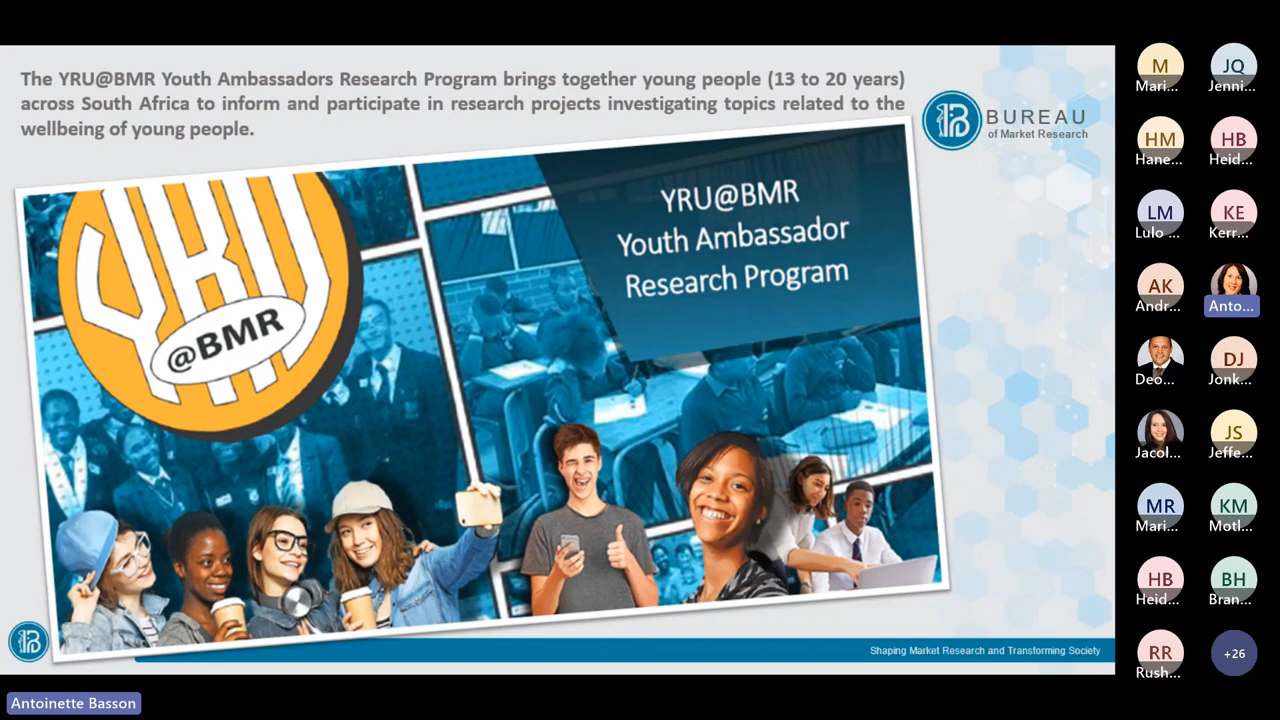 The YRU@BMR Youth Ambassadors Research Program brings together young people (13 to 20 years)
across South Africa to inform and participate in research projects investigating topics related to the
wellbeing of young people.
BUREAU
of Market Research
YRU
@BMR
YRU@BMR
Youth Ambassador
Research Program
Shaping Market Research and Transforming Society
Antoinette Basson
M
Mari...
JQ
Jenni...
HM
Hane...
HB
Heid...
LM
Lulo ...
KE
Kerr...
AK
Andr...
Anto...
Deo...
DJ
Jonk...
Jacol...
JS
Jeffe...
MR
Mari...
KM
Motl...
HB
Heid...
BH
Bran...
RR
Rush...
+26